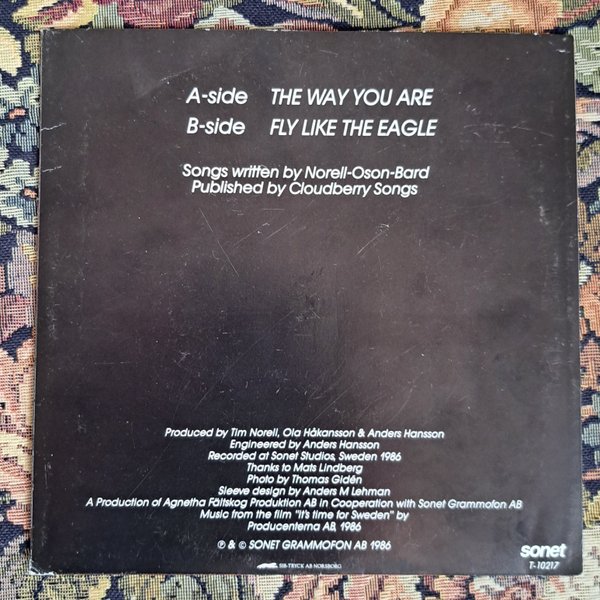 A-side THE WAY YOU ARE
B-side FLY LIKE THE EAGLE
Songs written by Norell-Oson-Bard
Published by Cloudberry Songs
Produced by Tim Norell, Ola Håkansson & Anders Hansson
Engineered by Anders Hansson
Recorded at Sonet Studios, Sweden 1986
Thanks to Mats Lindberg
Photo by Thomas Gidén
Sleeve design by Anders M Lehman
A Production of Agnetha Fältskog Produktion AB in Cooperation with Sonet Grammofon AB
Music from the film "It's time for Sweden" by
Producenterna AB, 1986
℗ & © SONET GRAMMOFON AB 1986
sonet
T-10217
SIB-TRYCK AB NORSBORG